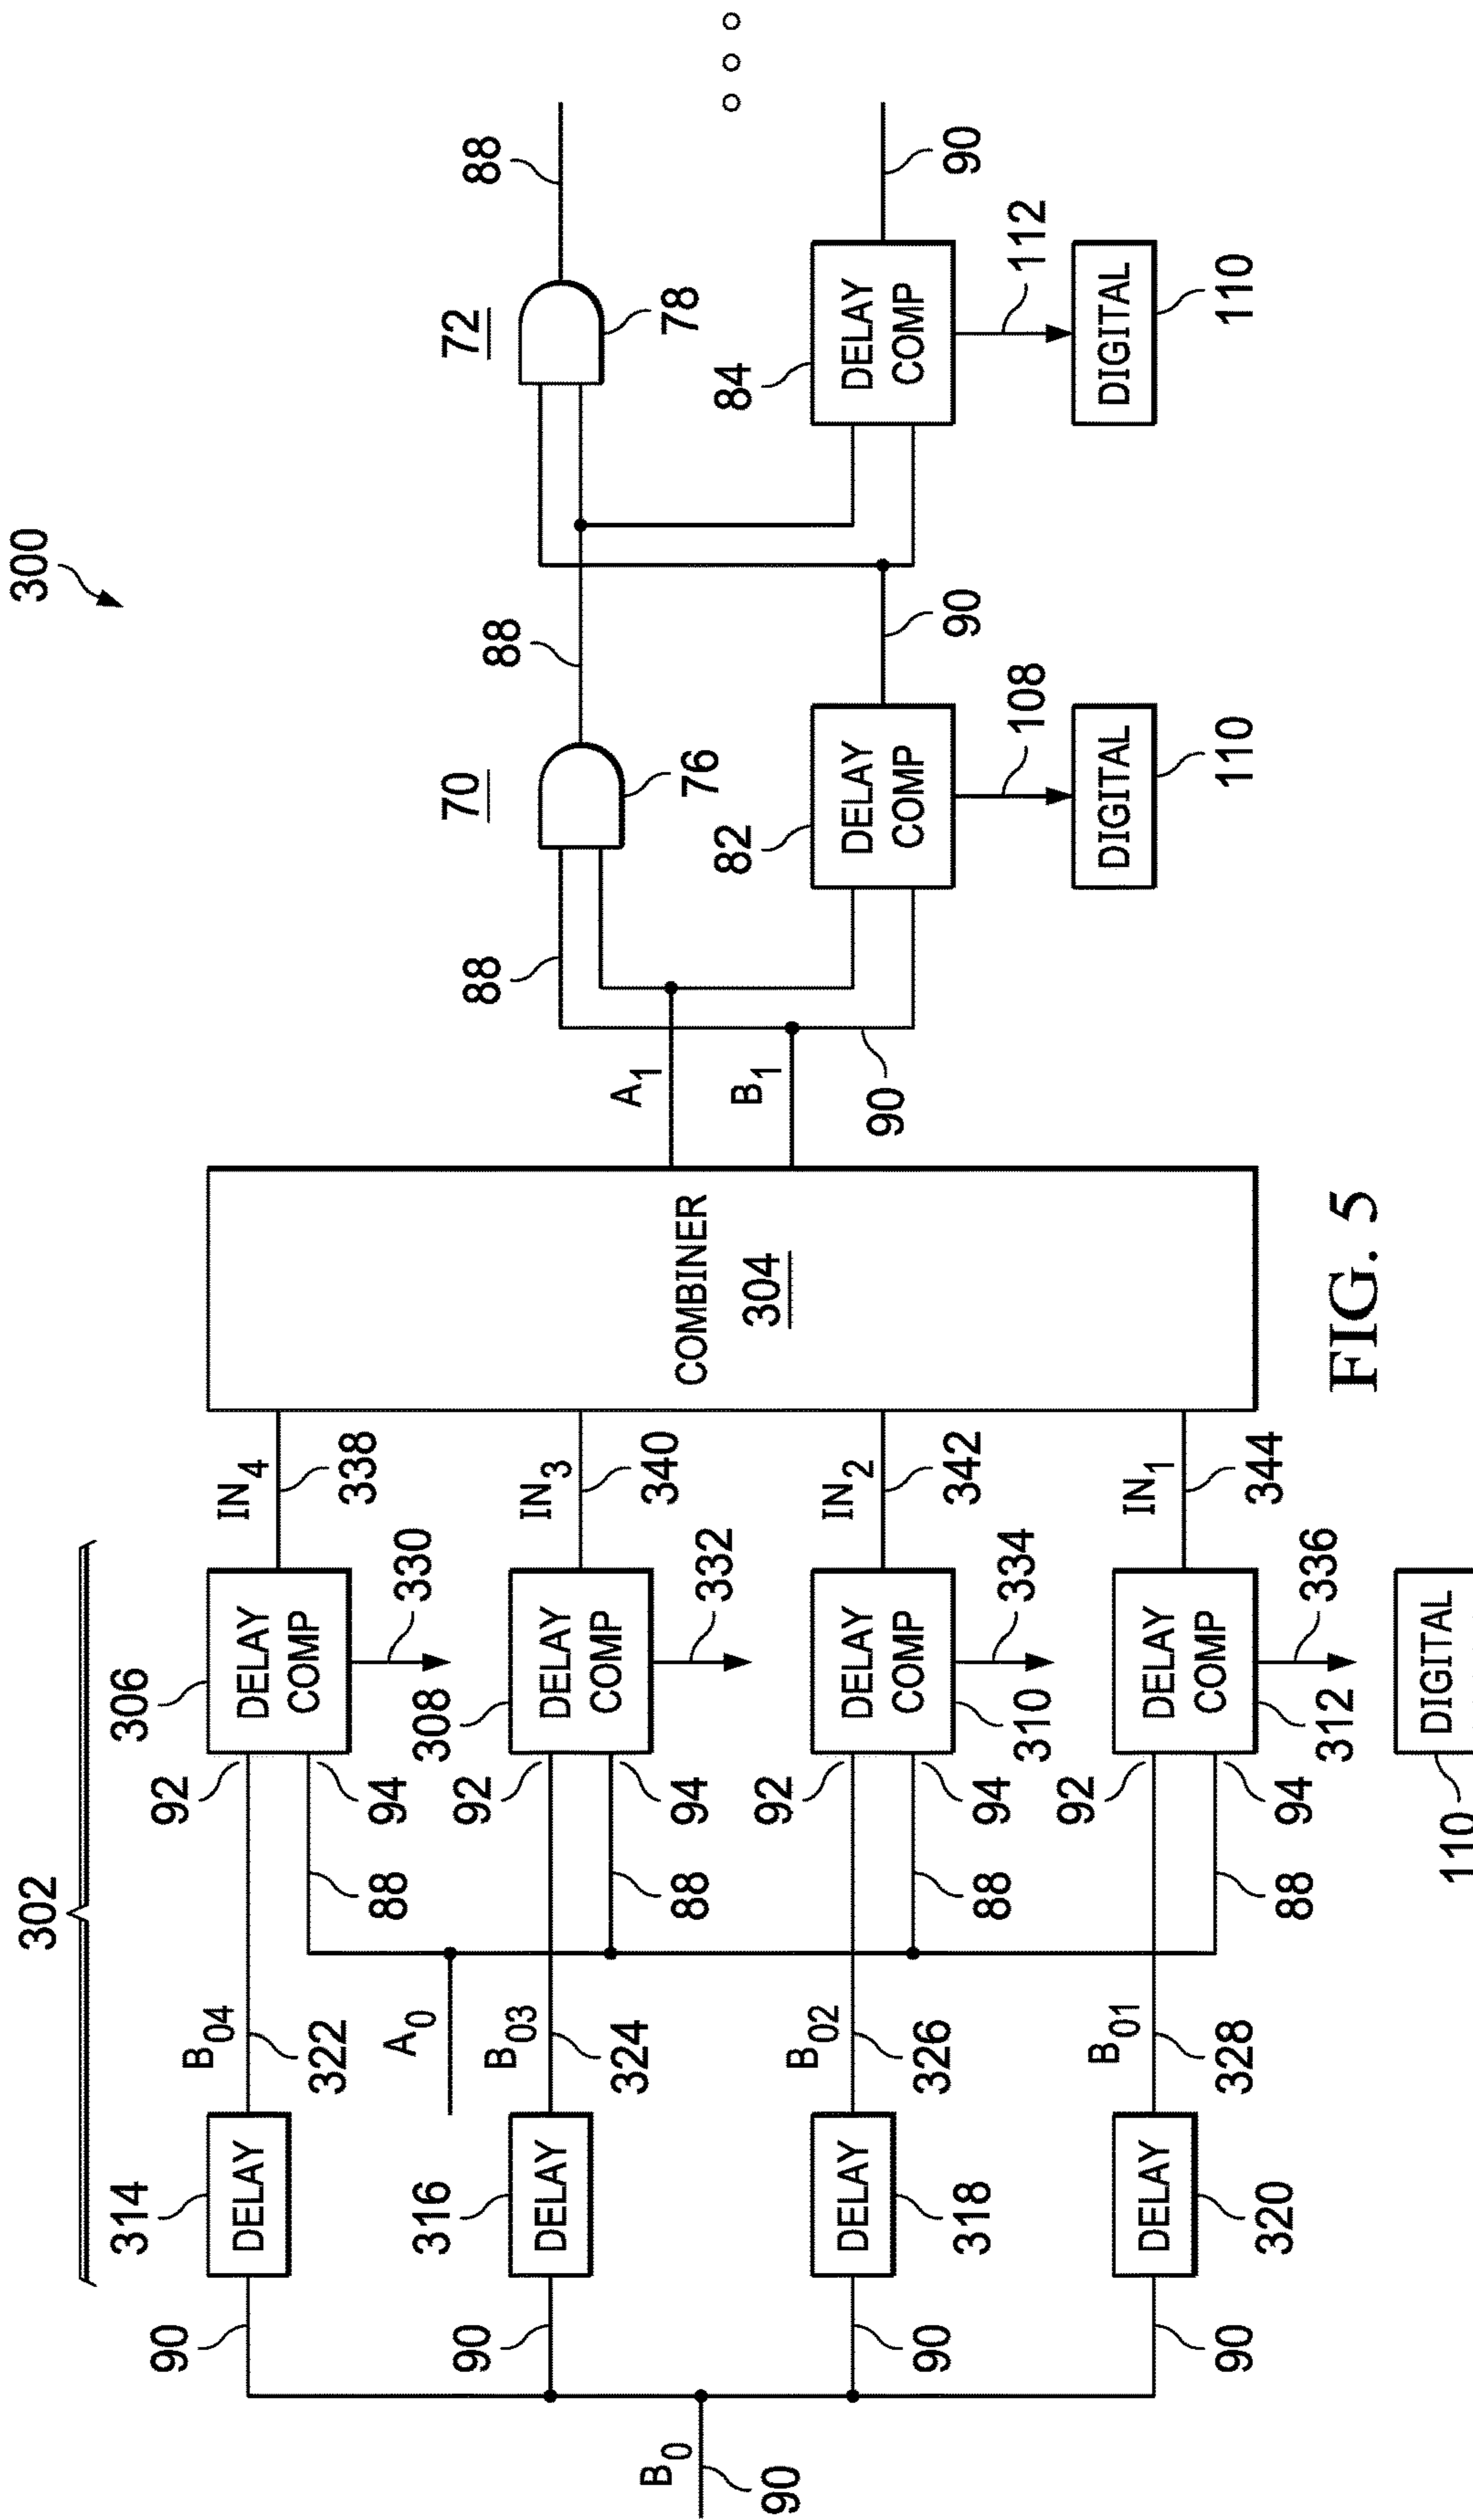 300
302
B0
90
90
90
90
90
314
DELAY
316
DELAY
318
DELAY
320
DELAY
B04
322
A0
B03
324
B02
326
B01
328
88
88
88
88
92
94
92
94
92
94
92
94
306
DELAY
COMP
330
308
DELAY
COMP
332
DELAY
COMP
310
334
DELAY
COMP
312
336
110
DIGITAL
IN4
338
IN3
340
IN2
342
IN1
344
COMBINER
304
A1
B1
90
88
70
76
82
DELAY
COMP
108
DIGITAL
110
88
90
72
78
84
DELAY
COMP
112
DIGITAL
110
88
90
FIG. 5